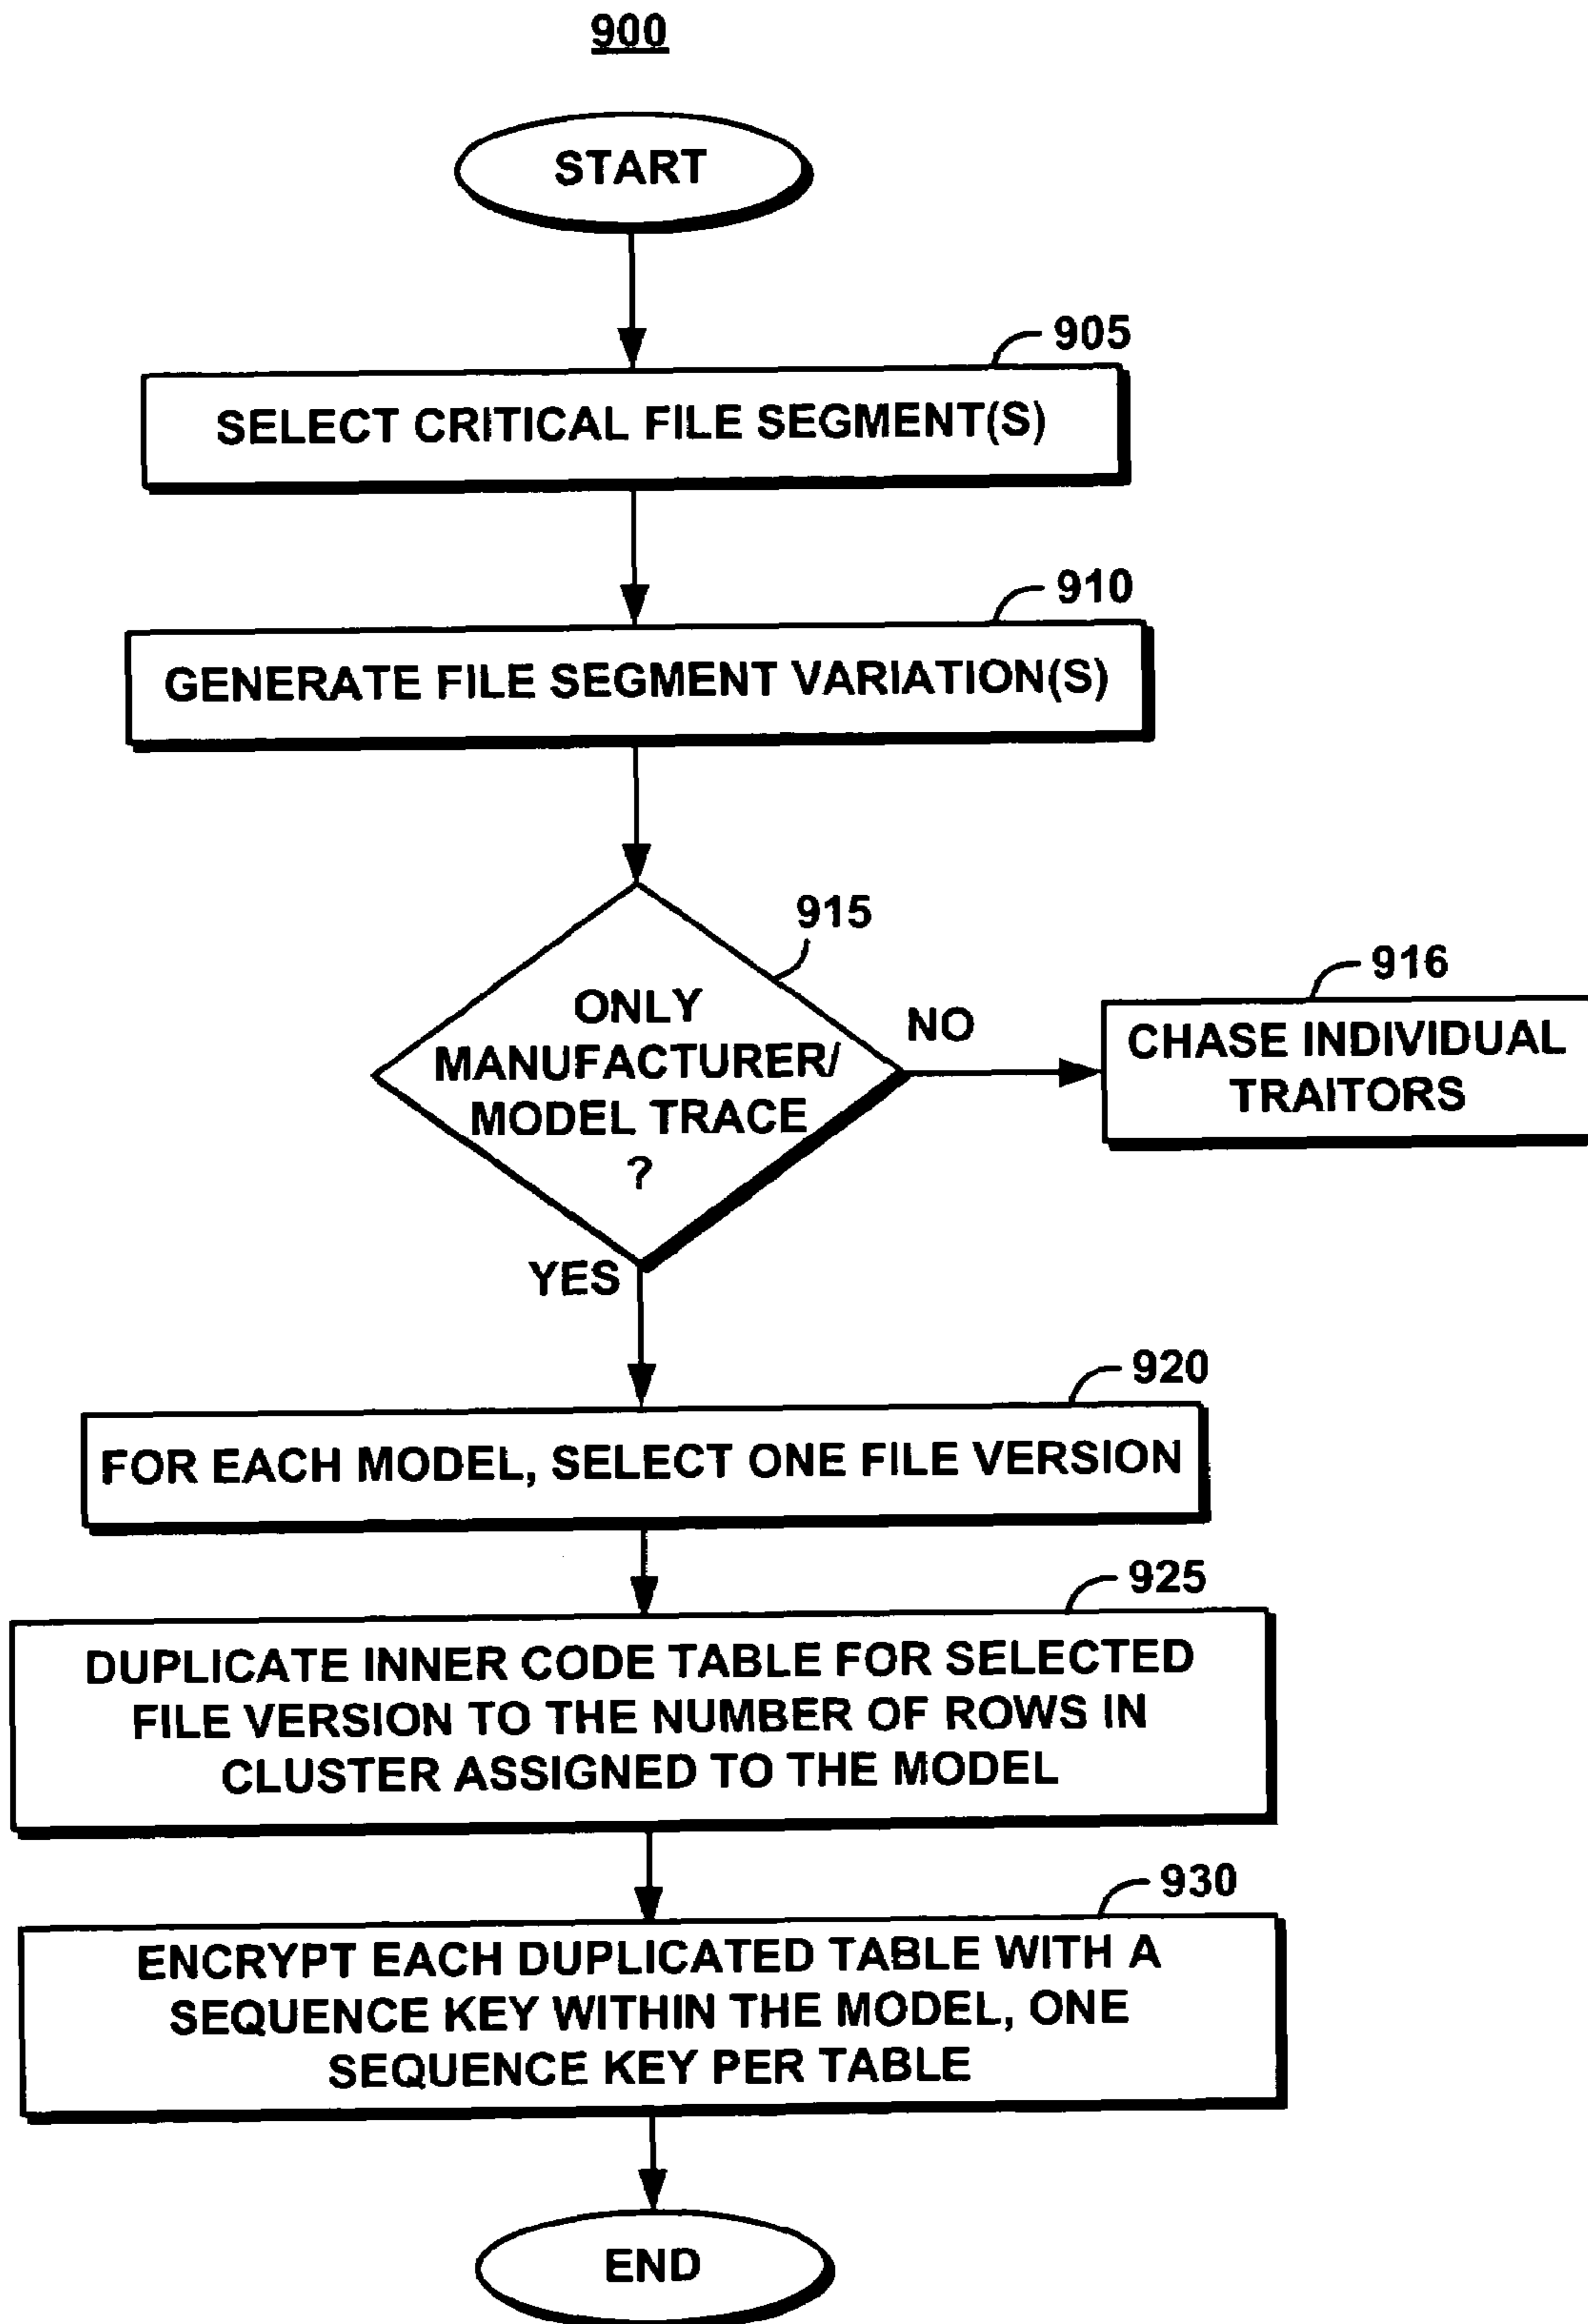 900
START
905
SELECT CRITICAL FILE SEGMENT(S)
910
GENERATE FILE SEGMENT VARIATION(S)
915
ONLY
MANUFACTURER/
MODEL TRACE
?
NO
916
CHASE INDIVIDUAL
TRAITORS
YES
920
FOR EACH MODEL, SELECT ONE FILE VERSION
925
DUPLICATE INNER CODE TABLE FOR SELECTED
FILE VERSION TO THE NUMBER OF ROWS IN
CLUSTER ASSIGNED TO THE MODEL
930
ENCRYPT EACH DUPLICATED TABLE WITH A
SEQUENCE KEY WITHIN THE MODEL, ONE
SEQUENCE KEY PER TABLE
END